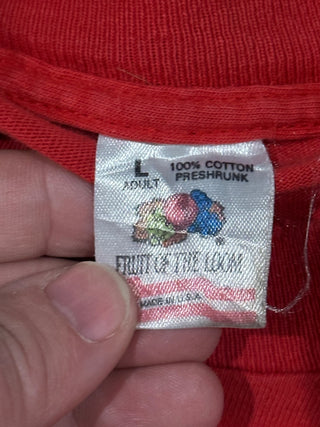 L
ADULT
100% COTTON
PRESHRUNK
®
FRUIT OF THE LOOM
MADE IN U.S.A.